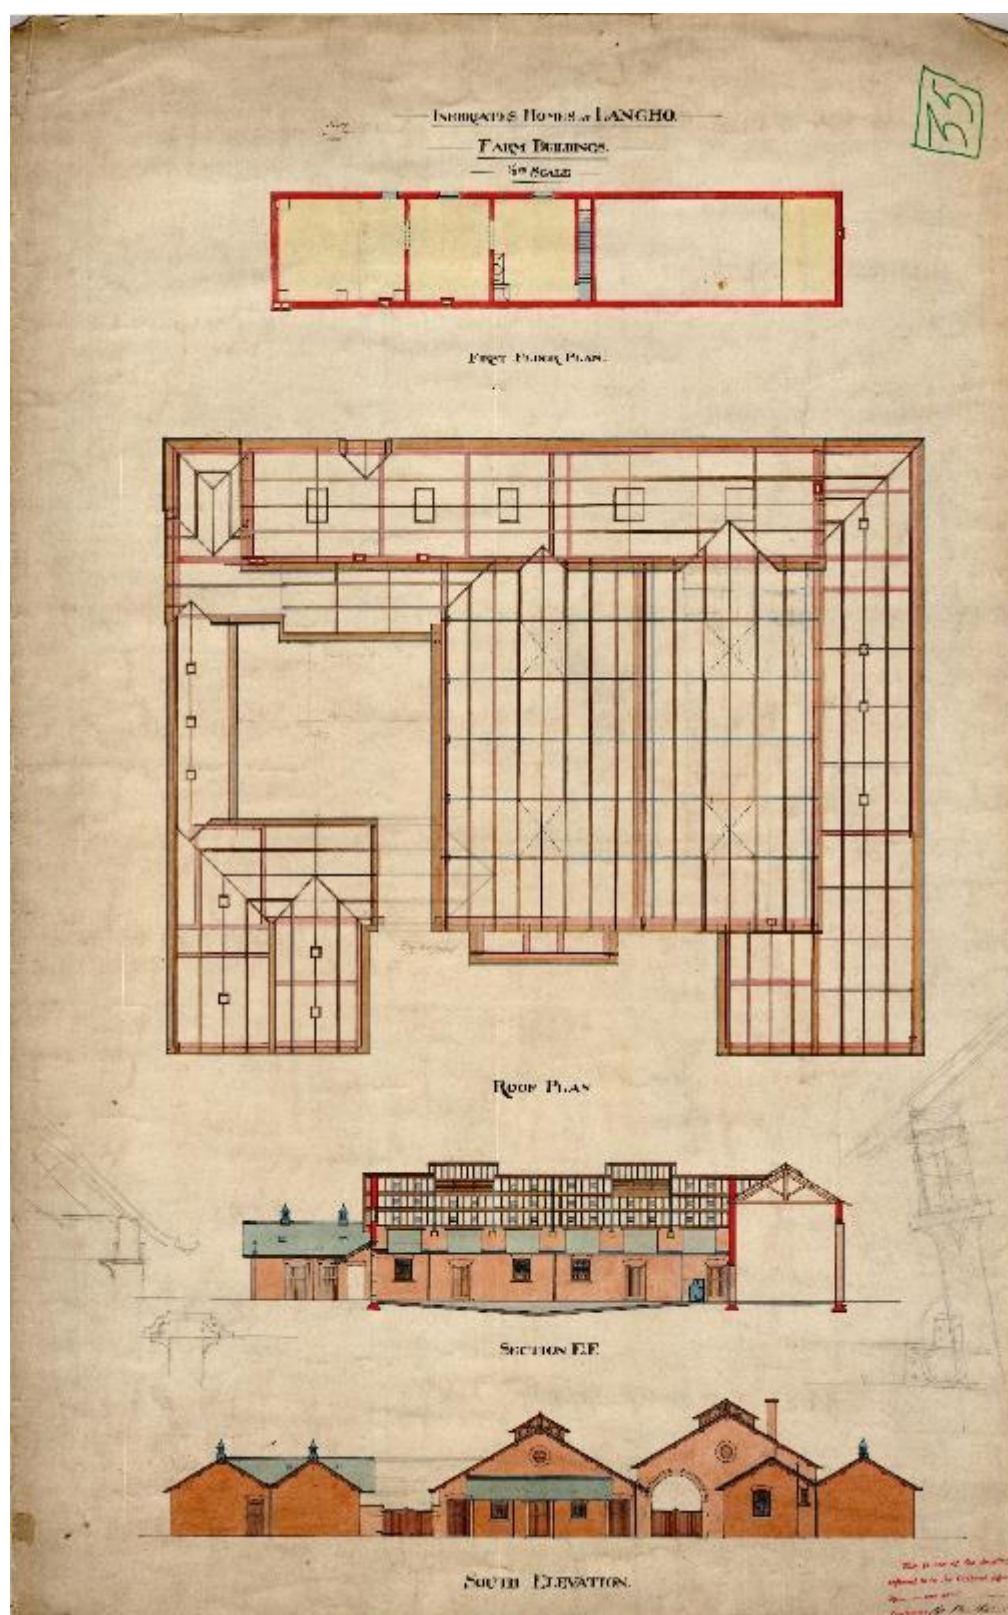 35
INEBRIATES HOMES AT LANGHO.
FARM BUILDINGS.
1/8TH SCALE
FIRST FLOOR PLAN.
ROOF PLAN
SECTION E.F.
SOUTH ELEVATION.